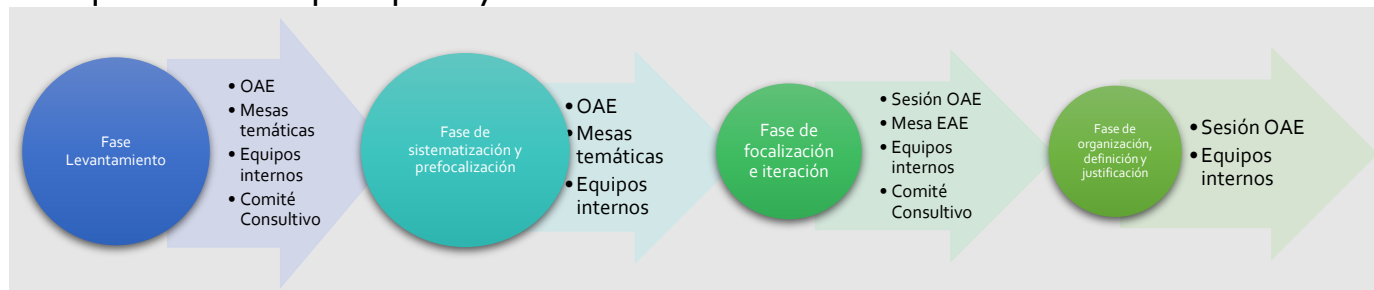 Fase
Levantamiento
• OAE
• Mesas
temáticas
• Equipos
internos
• Comité
Consultivo
Fase de
sistematización y
prefocalización
• OAE
• Mesas
temáticas
• Equipos
internos
Fase de
focalización
e iteración
• Sesión OAE
• Mesa EAE
• Equipos
internos
• Comité
Consultivo
Fase de
organización,
definición y
justificación
• Sesión OAE
• Equipos
internos